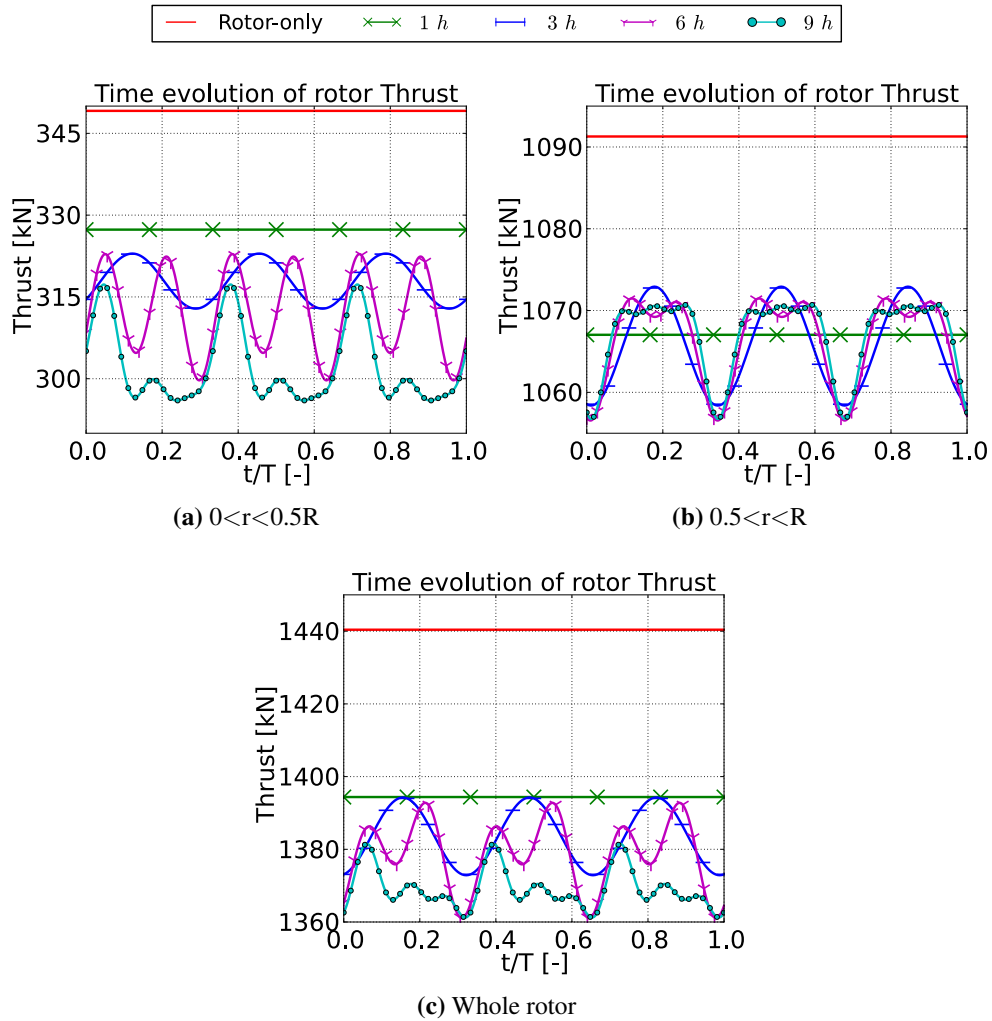 Rotor-only 1 h 3 h 6 h 9 h
Time evolution of rotor Thrust
Thrust [kN]
345
330
315
300
0.0 0.2 0.4 0.6 0.8 1.0
t/T [-]
(a) 0<r<0.5R
Time evolution of rotor Thrust
Thrust [kN]
1090
1080
1070
1060
0.0 0.2 0.4 0.6 0.8 1.0
t/T [-]
(b) 0.5<r<R
Time evolution of rotor Thrust
Thrust [kN]
1440
1420
1400
1380
1360
0.0 0.2 0.4 0.6 0.8 1.0
t/T [-]
(c) Whole rotor